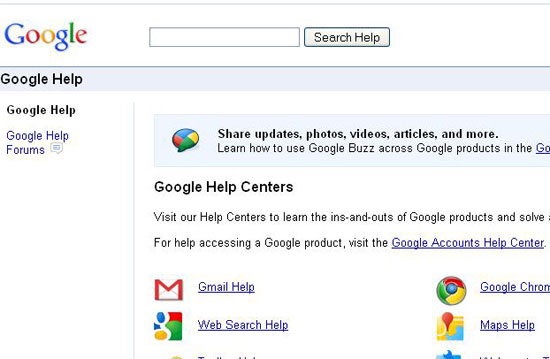 Google
Search Help
Google Help
Google Help
Google Help
Forums
Share updates, photos, videos, articles, and more.
Learn how to use Google Buzz across Google products in the Go
Google Help Centers
Visit our Help Centers to learn the ins-and-outs of Google products and solve a
For help accessing a Google product, visit the Google Accounts Help Center.
Gmail Help
Google Chrom
Web Search Help
Maps Help